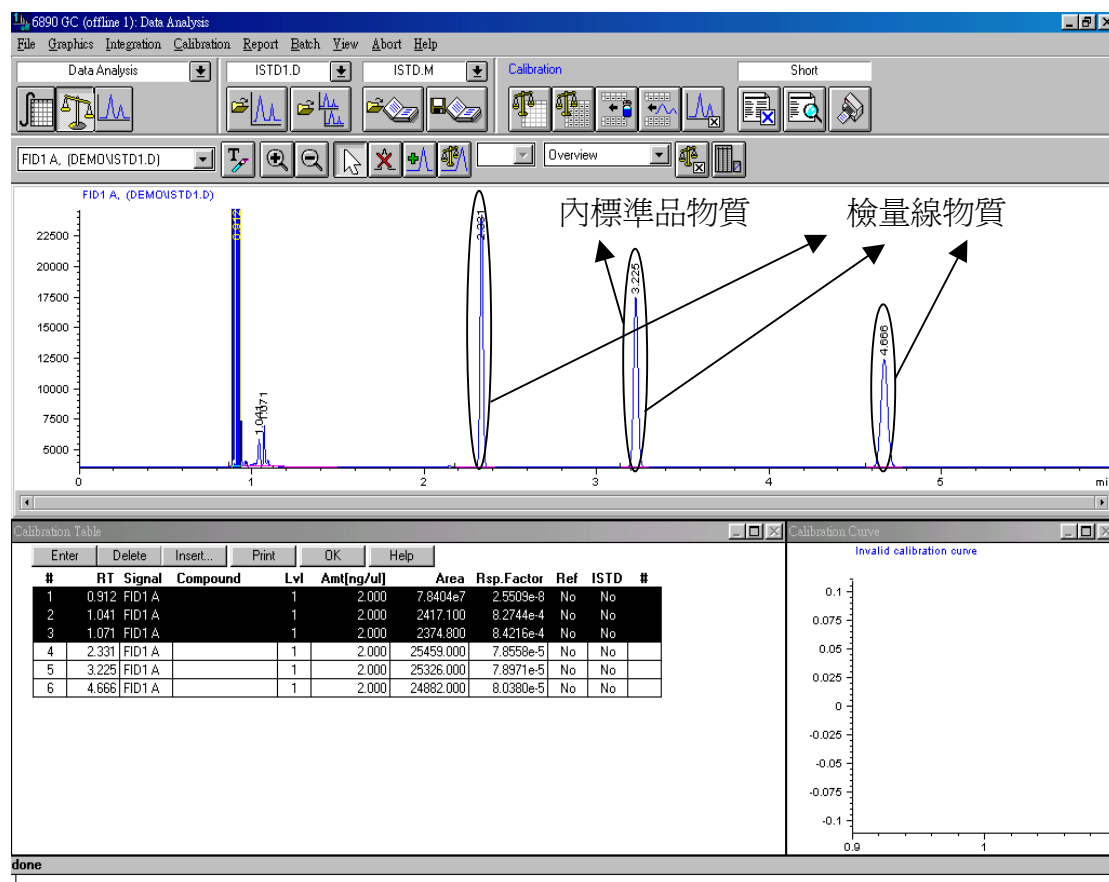 6890 GC (offline 1): Data Analysis
File Graphics Integration Calibration Report Batch View Abort Help
Data Analysis ISTD1.D ISTD.M Calibration Short
FID1 A, (DEMO\ISTD1.D) Overview
FID1 A, (DEMO\ISTD1.D)
內標準品物質 檢量線物質
0.912
1.041
1.071
2.331
3.225
4.666
22500
20000
17500
15000
12500
10000
7500
5000
0 1 2 3 4 5 mi
Calibration Table
Enter Delete Insert... Print OK Help
# RT Signal Compound Lvl Amt[ng/ul] Area Rsp.Factor Ref ISTD #
1 0.912 FID1 A 1 2.000 7.8404e7 2.5509e-8 No No
2 1.041 FID1 A 1 2.000 2417.100 8.2744e-4 No No
3 1.071 FID1 A 1 2.000 2374.800 8.4216e-4 No No
4 2.331 FID1 A 1 2.000 25459.000 7.8558e-5 No No
5 3.225 FID1 A 1 2.000 25326.000 7.8971e-5 No No
6 4.666 FID1 A 1 2.000 24882.000 8.0380e-5 No No
Calibration Curve
Invalid calibration curve
0.1
0.075
0.05
0.025
0
-0.025
-0.05
-0.075
-0.1
0.9 1
done